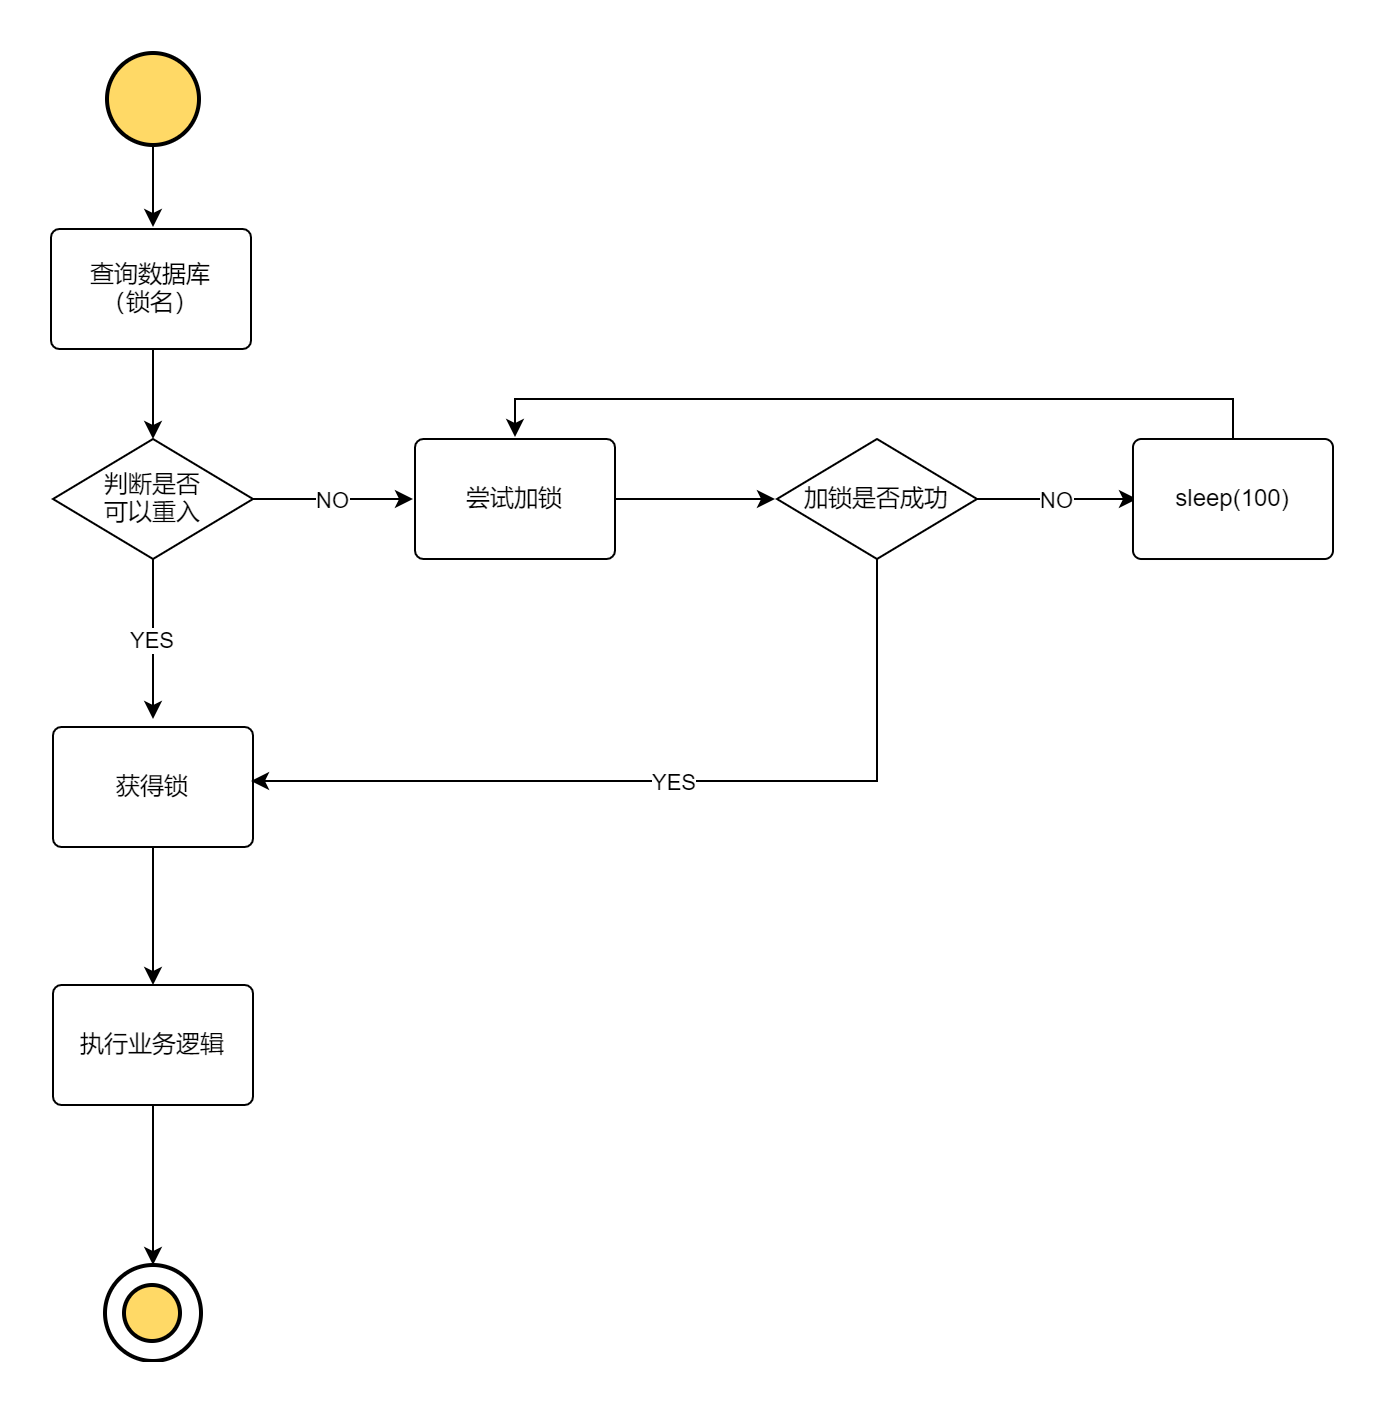 查询数据库
（锁名）
判断是否
可以重入
NO
尝试加锁
加锁是否成功
NO
sleep(100)
YES
获得锁
YES
执行业务逻辑